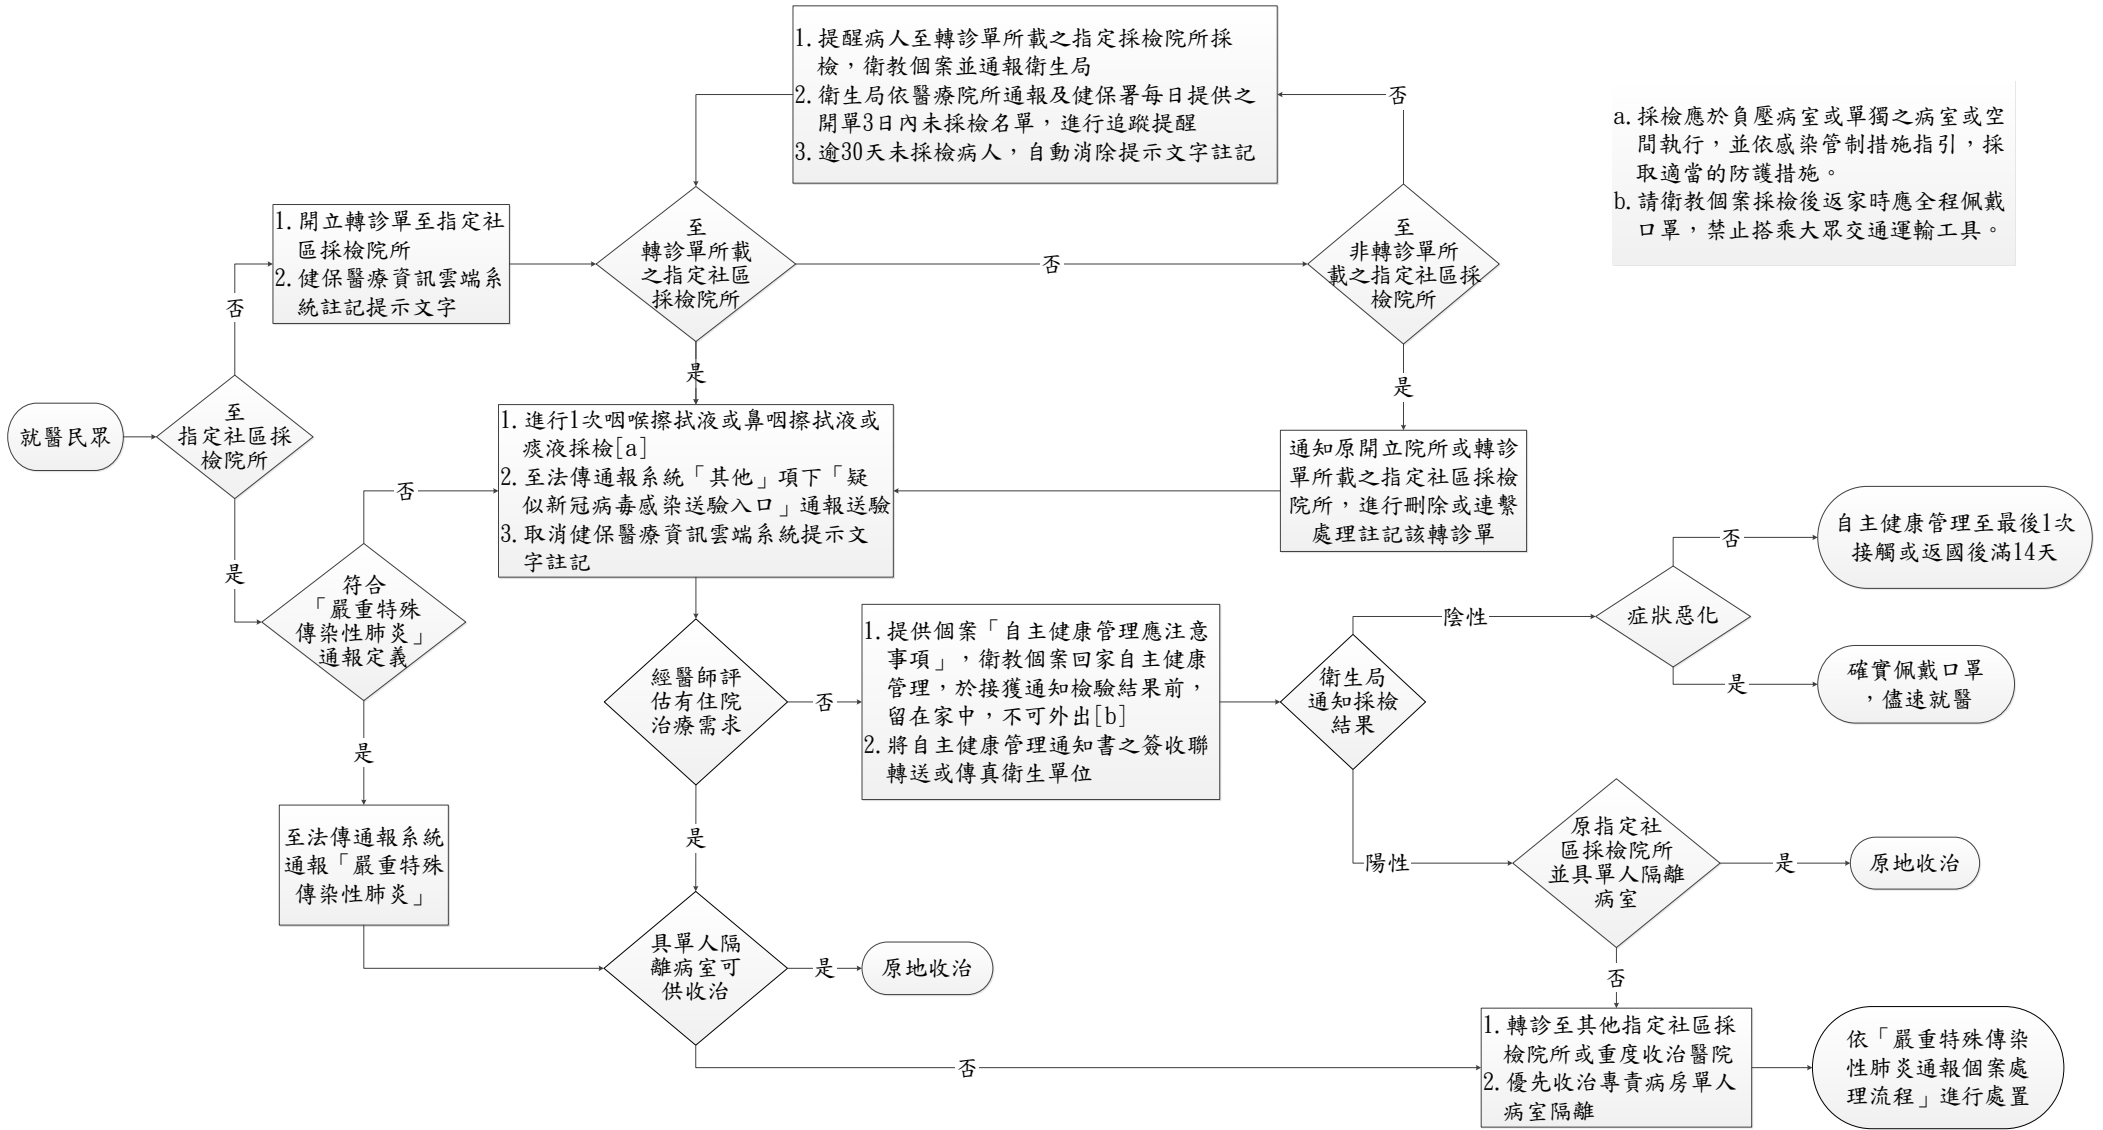 1.提醒病人至轉診單所載之指定採檢院所採
檢，衛教個案並通報衛生局
2.衛生局依醫療院所通報及健保署每日提供之
開單3日內未採檢名單，進行追蹤提醒
3.逾30天未採檢病人，自動消除提示文字註記
否
a.採檢應於負壓病室或單獨之病室或空
間執行，並依感染管制措施指引，採
取適當的防護措施。
b.請衛教個案採檢後返家時應全程佩戴
口罩，禁止搭乘大眾交通運輸工具。
1.開立轉診單至指定社
區採檢院所
2.健保醫療資訊雲端系
統註記提示文字
至
轉診單所載
之指定社區
採檢院所
否
至
非轉診單所
載之指定社區採
檢院所
否
是
是
就醫民眾
至
指定社區採
檢院所
1.進行1次咽喉擦拭液或鼻咽擦拭液或
痰液採檢[a]
2.至法傳通報系統「其他」項下「疑
似新冠病毒感染送驗入口」通報送驗
3.取消健保醫療資訊雲端系統提示文
字註記
通知原開立院所或轉診
單所載之指定社區採檢
院所，進行刪除或連繫
處理註記該轉診單
否
是
符合
「嚴重特殊
傳染性肺炎」
通報定義
經醫師評
估有住院
治療需求
否
1.提供個案「自主健康管理應注意
事項」，衛教個案回家自主健康
管理，於接獲通知檢驗結果前，
留在家中，不可外出[b]
2.將自主健康管理通知書之簽收聯
轉送或傳真衛生單位
衛生局
通知採檢
結果
陰性
症狀惡化
否
自主健康管理至最後1次
接觸或返國後滿14天
是
確實佩戴口罩
，儘速就醫
是
至法傳通報系統
通報「嚴重特殊
傳染性肺炎」
是
陽性
原指定社
區採檢院所
並具單人隔離
病室
是
原地收治
具單人隔
離病室可
供收治
是
原地收治
否
否
1.轉診至其他指定社區採
檢院所或重度收治醫院
2.優先收治專責病房單人
病室隔離
依「嚴重特殊傳染
性肺炎通報個案處
理流程」進行處置